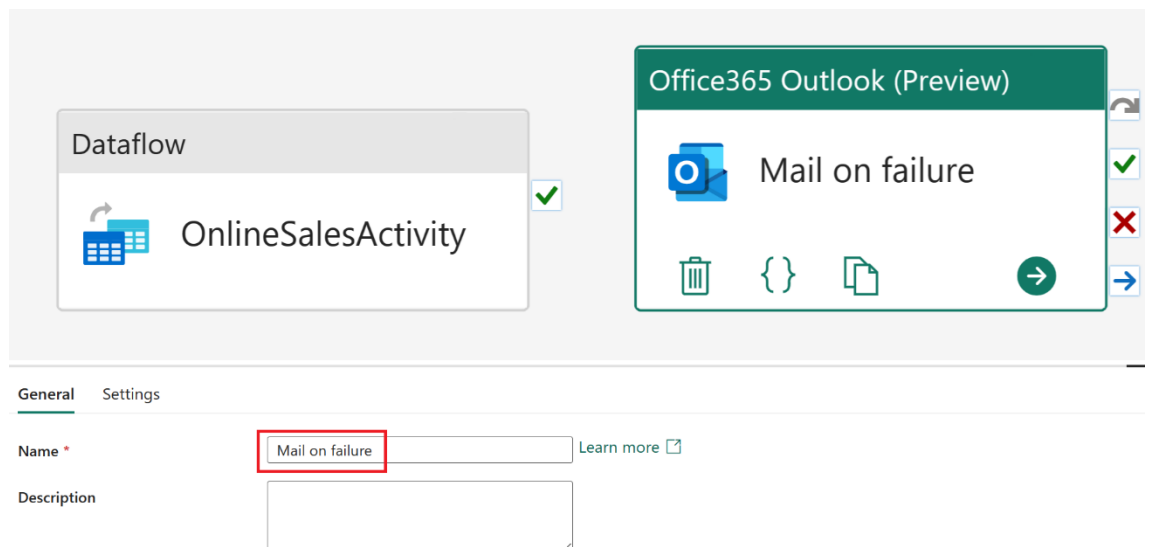 Office365 Outlook (Preview)
Dataflow
Mail on failure
OnlineSalesActivity
General Settings
Name * Mail on failure Learn more
Description